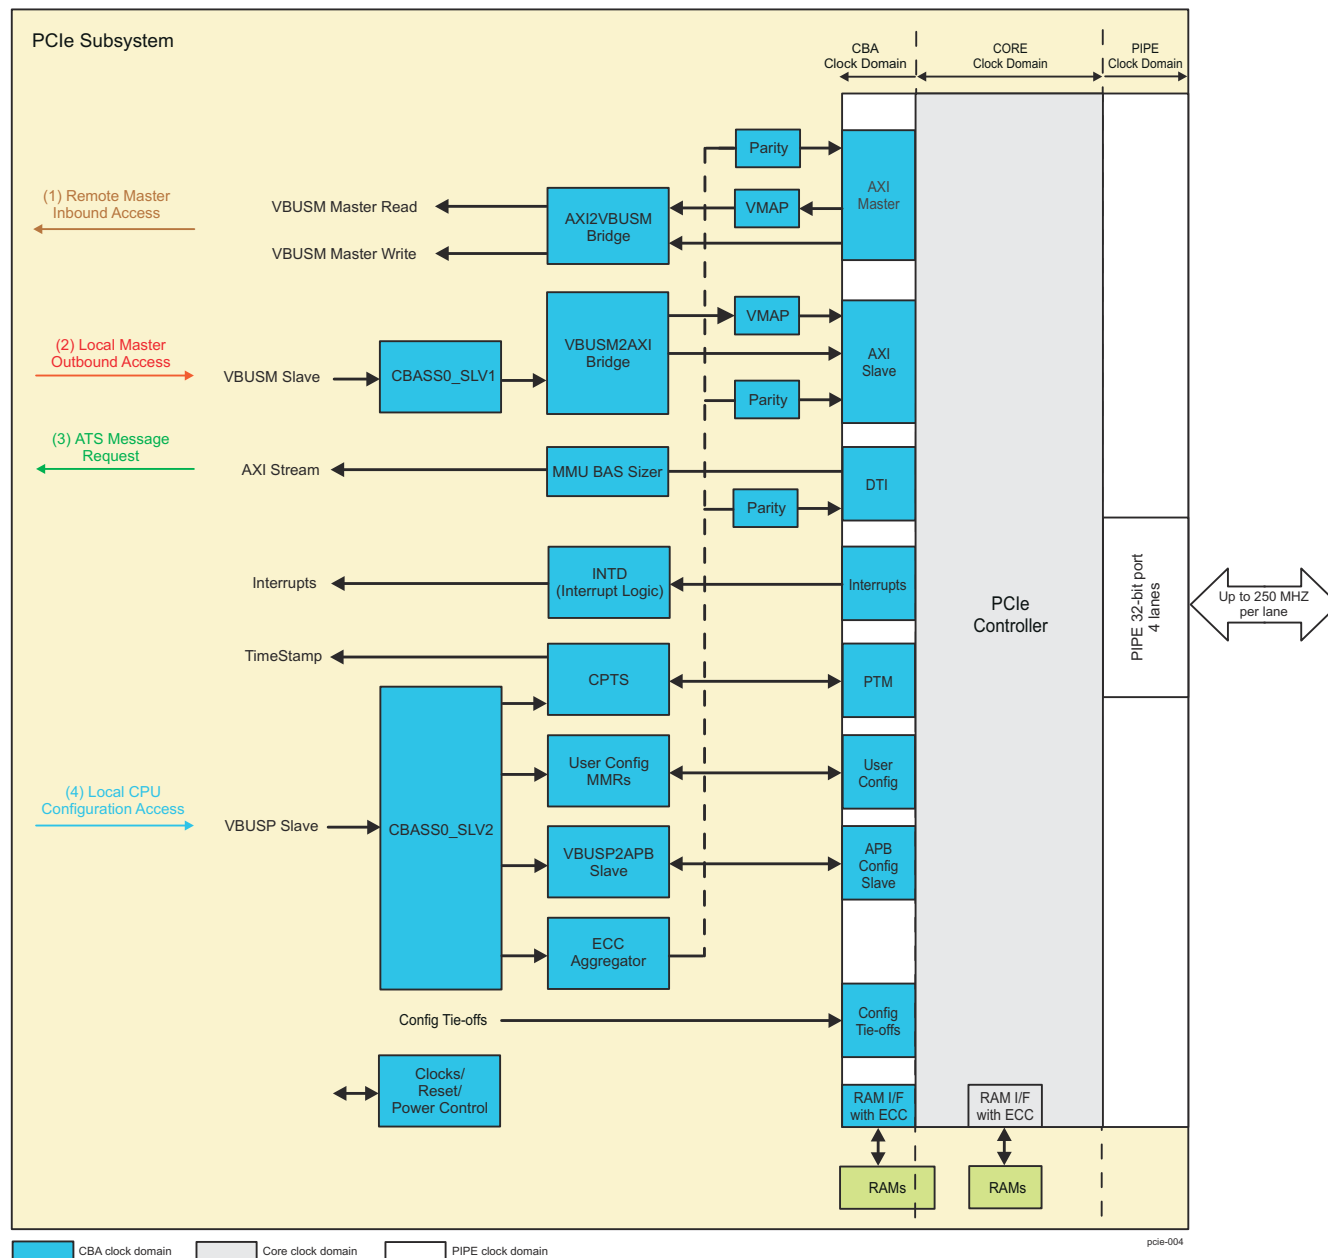 PCIe Subsystem
CBA
Clock Domain
CORE
Clock Domain
PIPE
Clock Domain
Parity
AXI
Master
(1) Remote Master
Inbound Access
VBUSM Master Read
AXI2VBUSM
Bridge
VMAP
VBUSM Master Write
VMAP
(2) Local Master
Outbound Access
VBUSM Slave
CBASS0_SLV1
VBUSM2AXI
Bridge
AXI
Slave
Parity
(3) ATS Message
Request
AXI Stream
MMU BAS Sizer
DTI
Parity
Interrupts
INTD
(Interrupt Logic)
Interrupts
PCIe
Controller
PIPE 32-bit port
4 lanes
Up to 250 MHZ
per lane
TimeStamp
CPTS
PTM
User Config
MMRs
User
Config
(4) Local CPU
Configuration Access
VBUSP Slave
CBASS0_SLV2
VBUSP2APB
Slave
APB
Config
Slave
ECC
Aggregator
Config Tie-offs
Config
Tie-offs
Clocks/
Reset/
Power Control
RAM I/F
with ECC
RAM I/F
with ECC
RAMs
RAMs
pcie-004
CBA clock domain
Core clock domain
PIPE clock domain